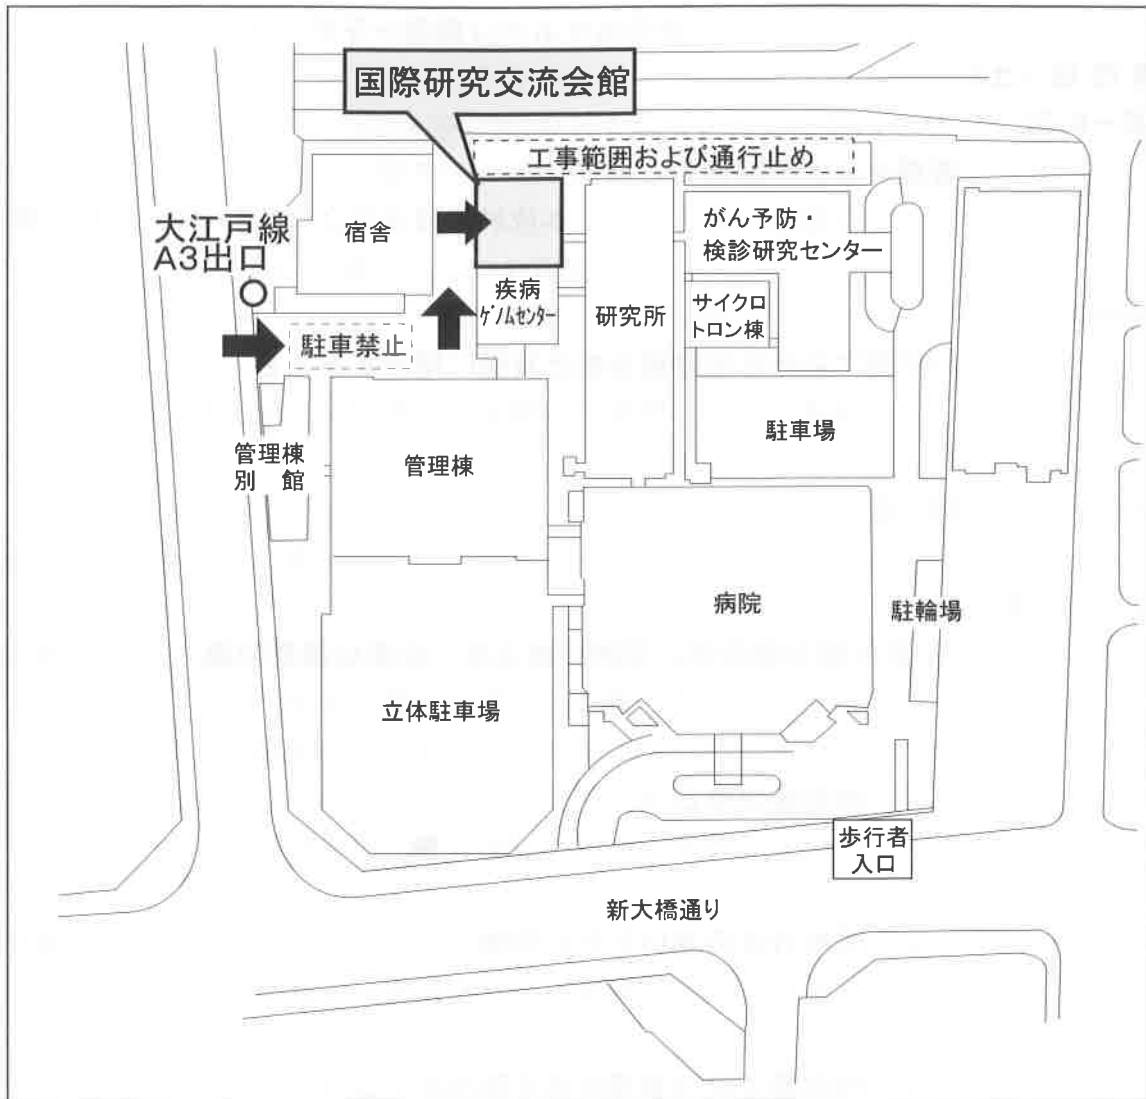 国際研究交流会館
工事範囲および通行止め
大江戸線
A3出口
宿舎
がん予防・
検診研究センター
疾病
ゲノムセンター
研究所
サイクロ
トロン棟
駐車禁止
駐車場
管理棟
別館
管理棟
病院
駐輪場
立体駐車場
歩行者
入口
新大橋通り